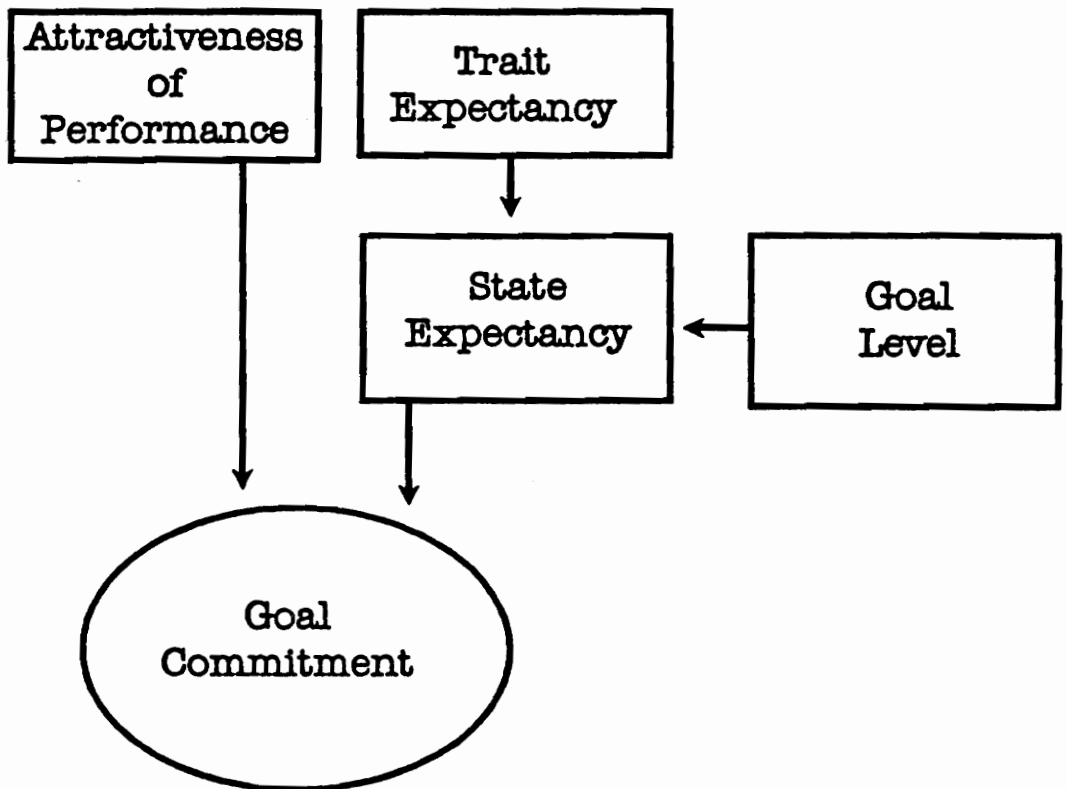 Attractiveness
of
Performance
Trait
Expectancy
State
Expectancy
Goal
Level
Goal
Commitment